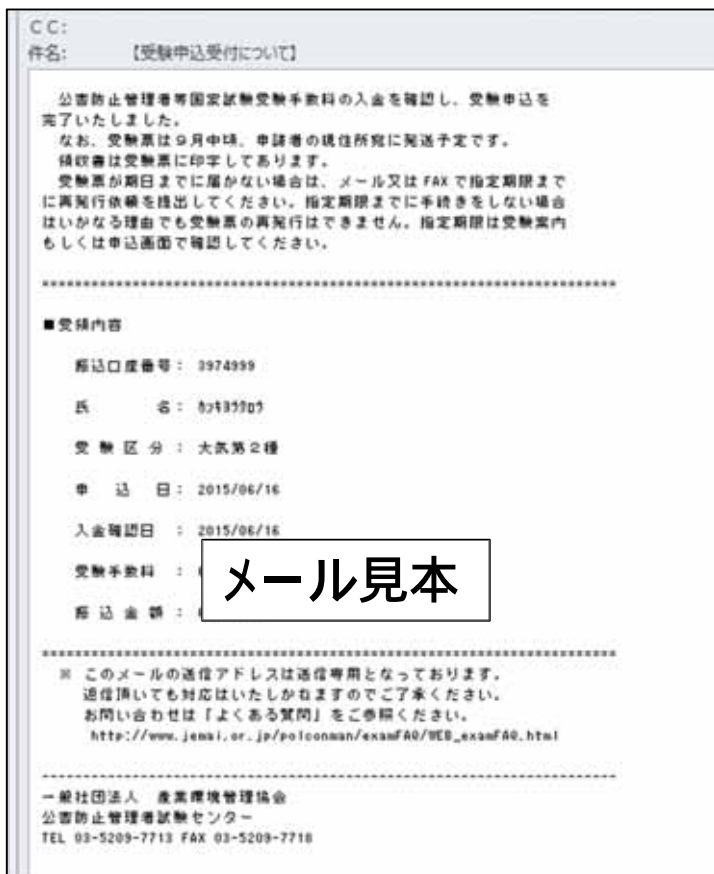 CC:
件名: 【受験申込受付について】
公害防止管理者等国家試験受験手数料の入金を確認し、受験申込を
完了いたしました。
なお、受験票は9月中頃、申請者の現住所宛に発送予定です。
領収書は受験票に印字してあります。
受験票が期日までに届かない場合は、メール又は FAX で指定期限まで
に再発行依頼を提出してください。指定期限までに手続きをしない場合
はいかなる理由でも受験票の再発行はできません。指定期限は受験案内
もしくは申込画面で確認してください。
**********************************************************************
■受領内容
振込口座番号: 3974999
氏 名:
受験区分: 大気第2種
申 込 日: 2015/06/16
入金確認日 : 2015/06/16
受験手数料 :
振込金額:
メール見本
**********************************************************************
※ このメールの送信アドレスは送信専用となっております。
返信頂いても対応はいたしかねますのでご了承ください。
お問い合わせは「よくある質問」をご参照ください。
http://www.jemai.or.jp/polconman/examFAQ/WEB_examFAQ.html
----------------------------------------------------------------------
一般社団法人 産業環境管理協会
公害防止管理者試験センター
TEL 03-5209-7713 FAX 03-5209-7718